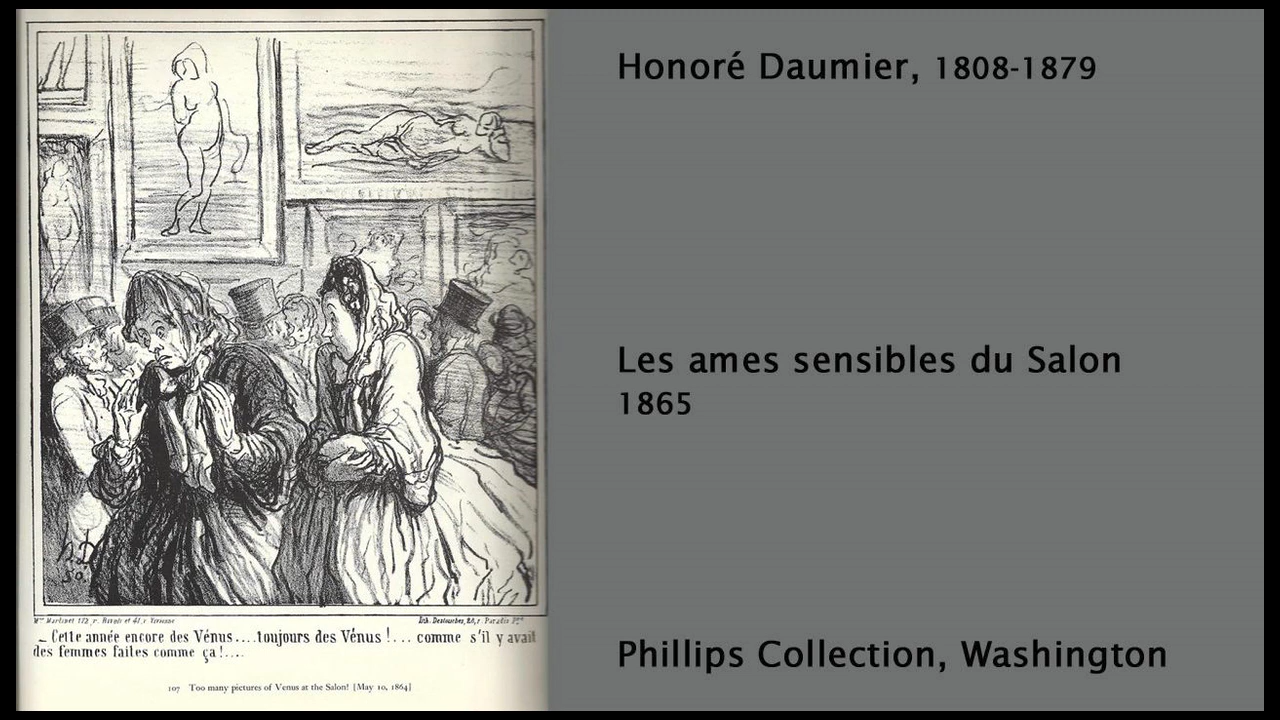 Honoré Daumier, 1808-1879
Les ames sensibles du Salon
1865
Phillips Collection, Washington
h.D
50.
— Cette année encore des Vénus....toujours des Vénus !... comme s'il y avait
des femmes faites comme ça !....
107 Too many pictures of Venus at the Salon! [May 10, 1864]